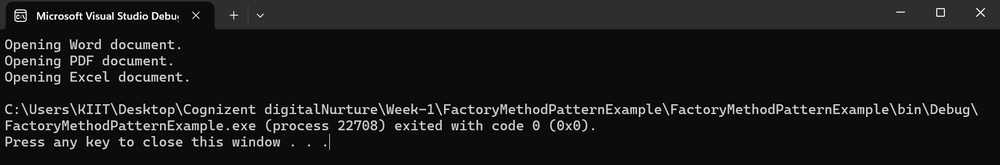 Microsoft Visual Studio Debu
Opening Word document.
Opening PDF document.
Opening Excel document.
C:\Users\KIIT\Desktop\Cognizent digitalNurture\Week-1\FactoryMethodPatternExample\FactoryMethodPatternExample\bin\Debug\
FactoryMethodPatternExample.exe (process 22708) exited with code 0 (0x0).
Press any key to close this window . . .